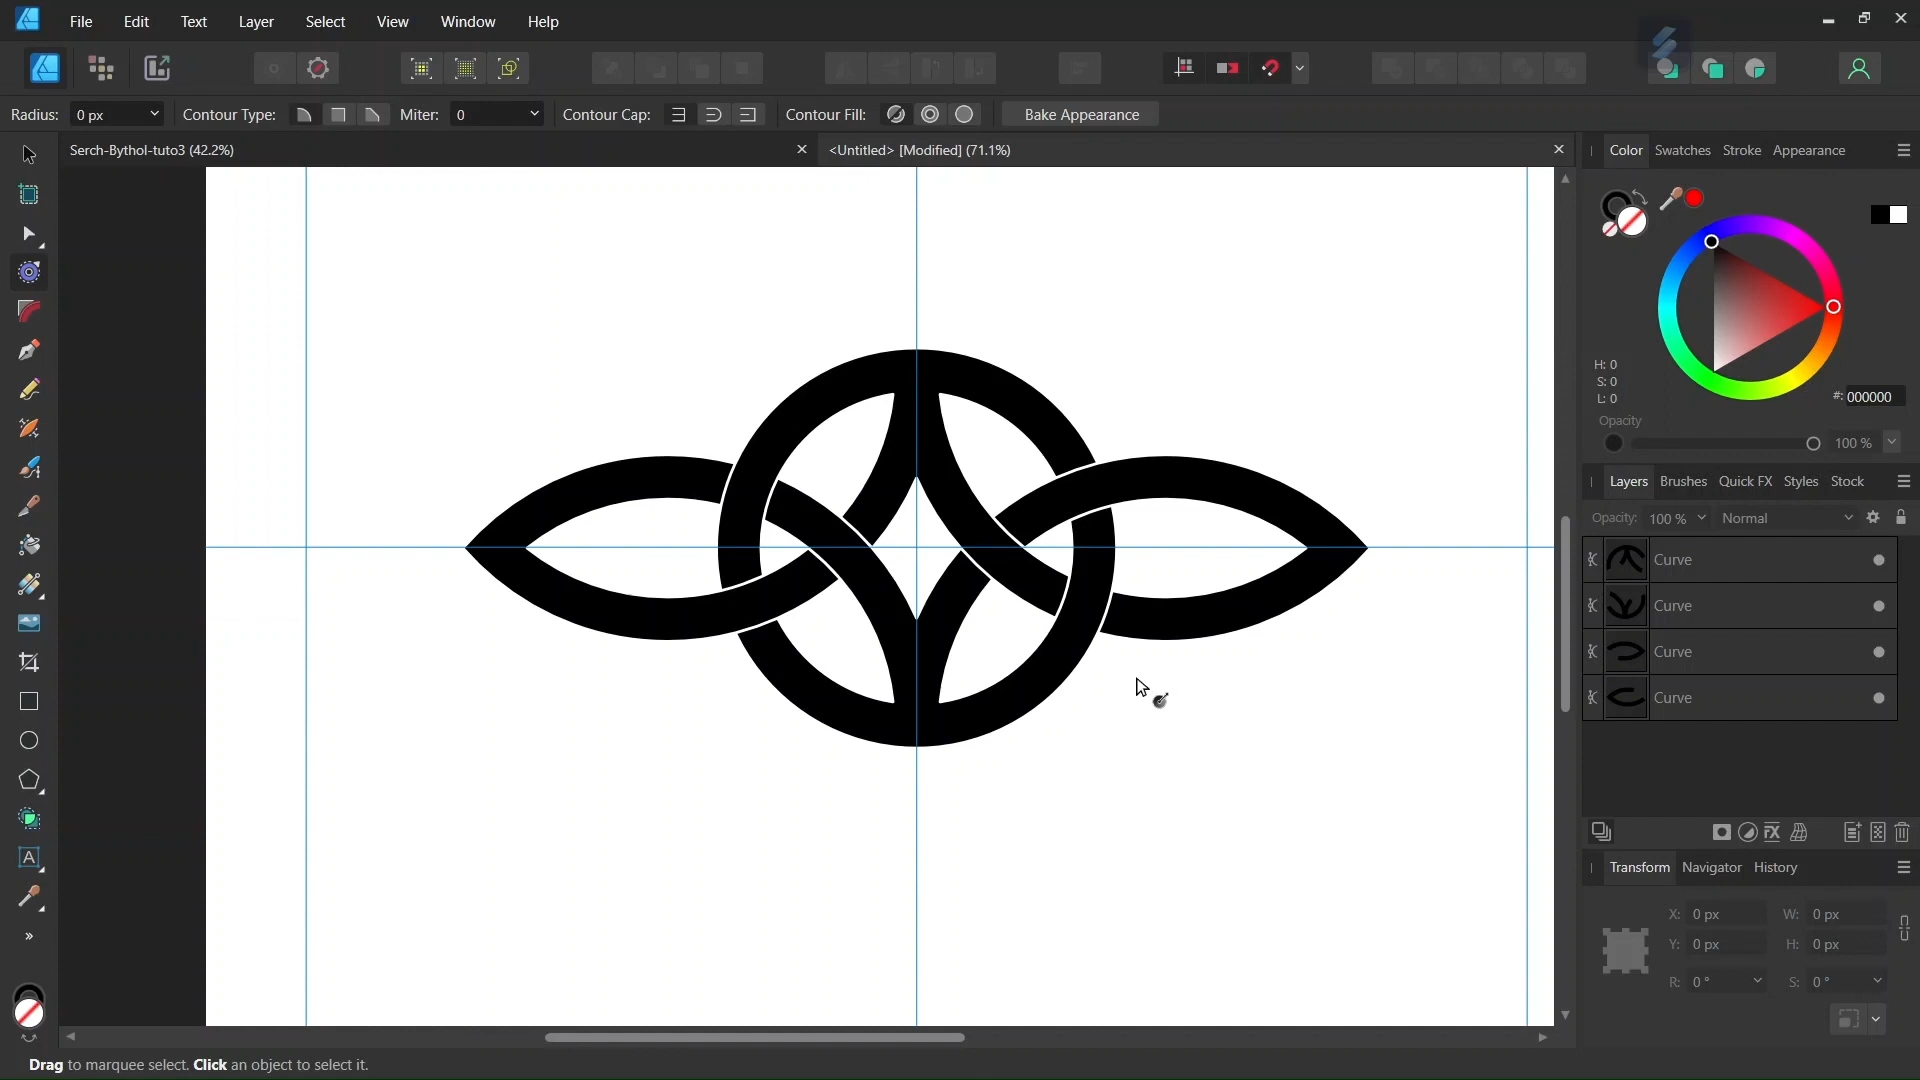 File Edit Text Layer Select View Window Help
Radius: 0 px Contour Type: Miter: 0 Contour Cap: Contour Fill: Bake Appearance
Serch-Bythol-tuto3 (42.2%) <Untitled> [Modified] (71.1%)
Color Swatches Stroke Appearance
H: 0
S: 0
L: 0
#: 000000
Opacity
100 %
Layers Brushes Quick FX Styles Stock
Opacity: 100 % Normal
Curve
Curve
Curve
Curve
Transform Navigator History
X: 0 px W: 0 px
Y: 0 px H: 0 px
R: 0 ° S: 0 °
Drag to marquee select. Click an object to select it.